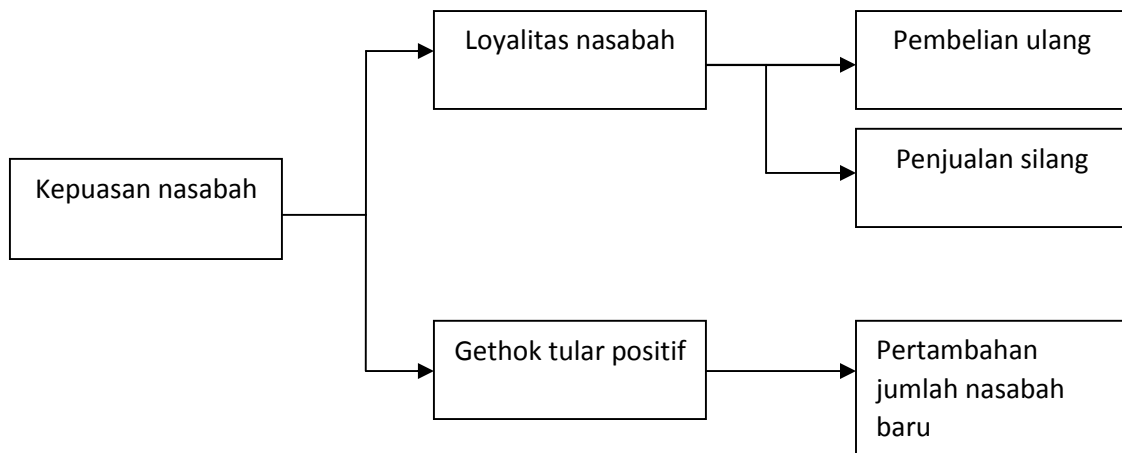 Loyalitas nasabah
Pembelian ulang
Penjualan silang
Kepuasan nasabah
Gethok tular positif
Pertambahan
jumlah nasabah
baru